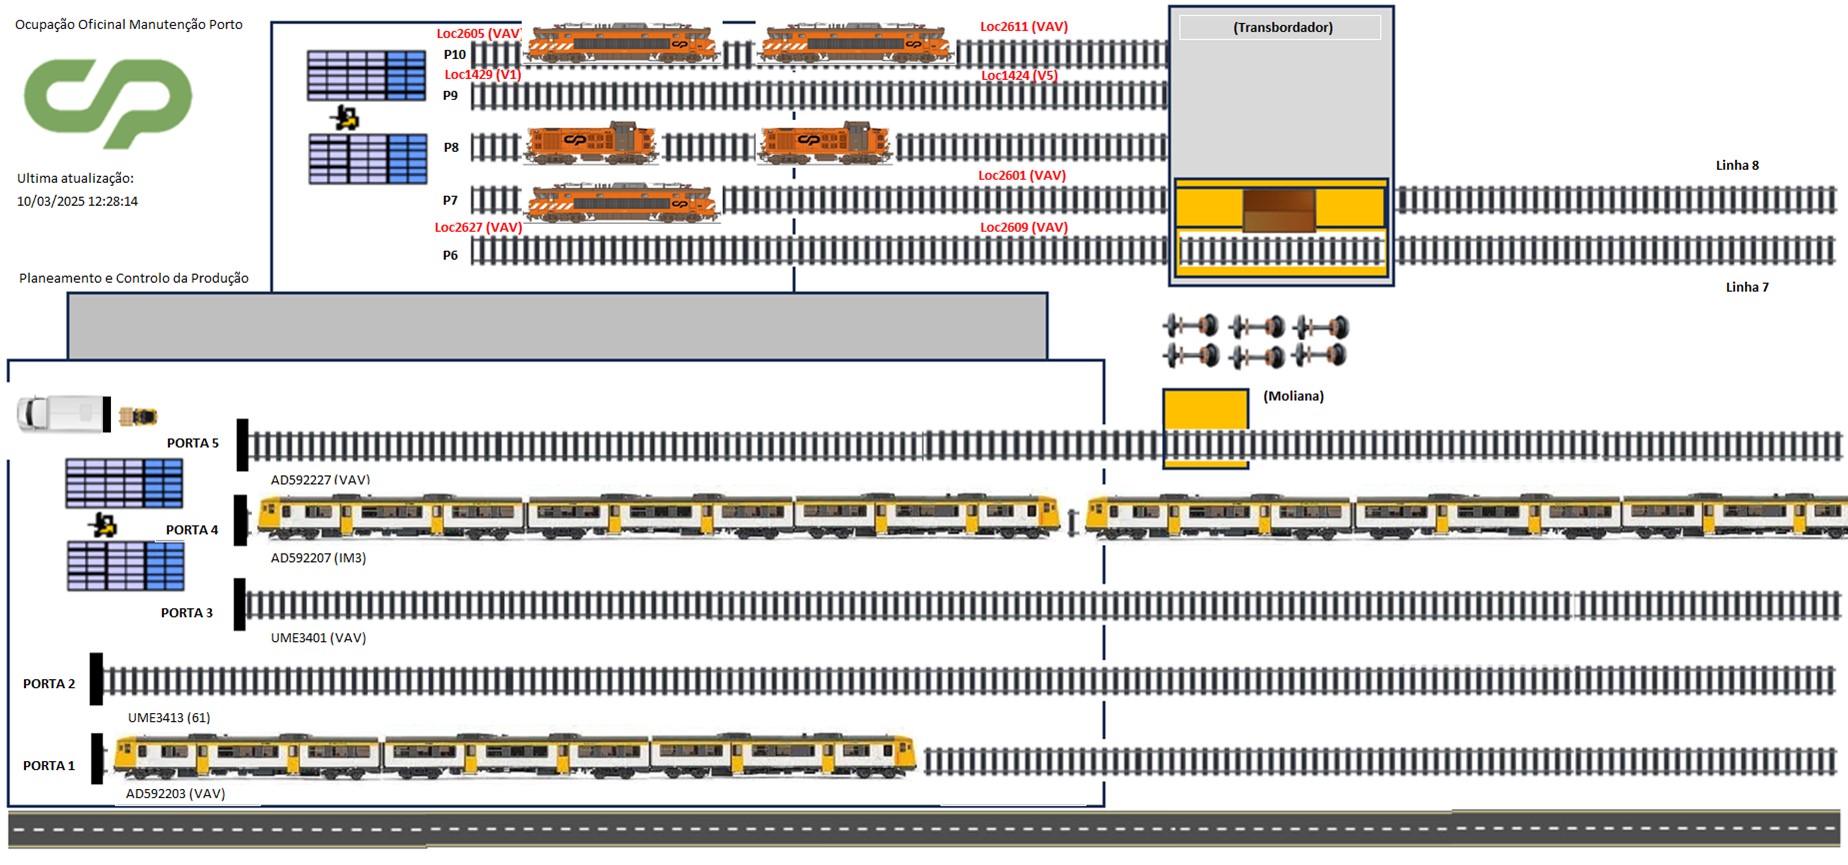 Ocupação Oficinal Manutenção Porto
CP
Ultima atualização:
10/03/2025 12:28:14
Planeamento e Controlo da Produção
Loc2605 (VAV)
Loc2611 (VAV)
P10
Loc1429 (V1)
Loc1424 (V5)
P9
P8
Loc2601 (VAV)
P7
Loc2627 (VAV)
Loc2609 (VAV)
P6
(Transbordador)
Linha 8
Linha 7
(Moliana)
PORTA 5
AD592227 (VAV)
PORTA 4
AD592207 (IM3)
PORTA 3
UME3401 (VAV)
PORTA 2
UME3413 (61)
PORTA 1
AD592203 (VAV)